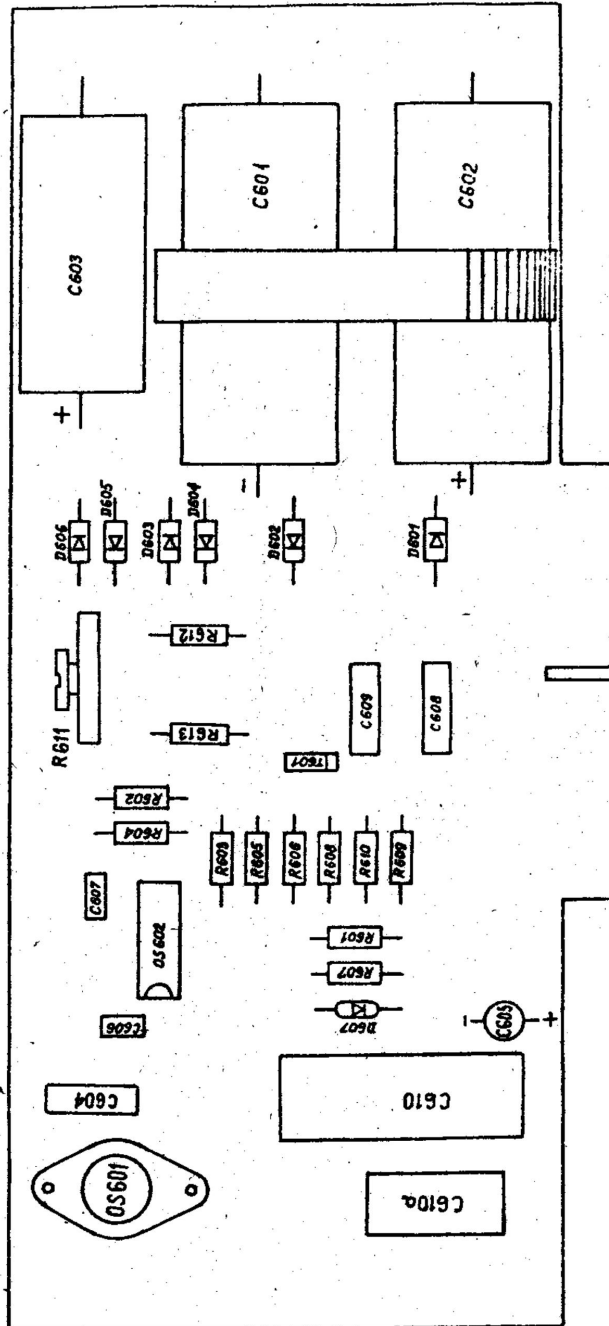 C603
C601
C602
+
-
+
D606
D605
D603
D604
D602
D601
R611
R612
R613
C609
C608
T601
R602
R604
R603
R605
R606
R608
R610
R609
C607
OS602
R601
R607
D607
C606
-
C605
+
C604
C610
OS601
C610a